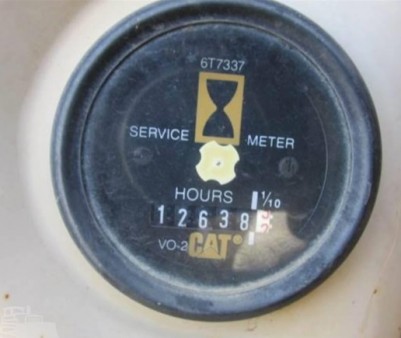 6T7337
SERVICE METER
HOURS 1/10
12638
VO-2 CAT